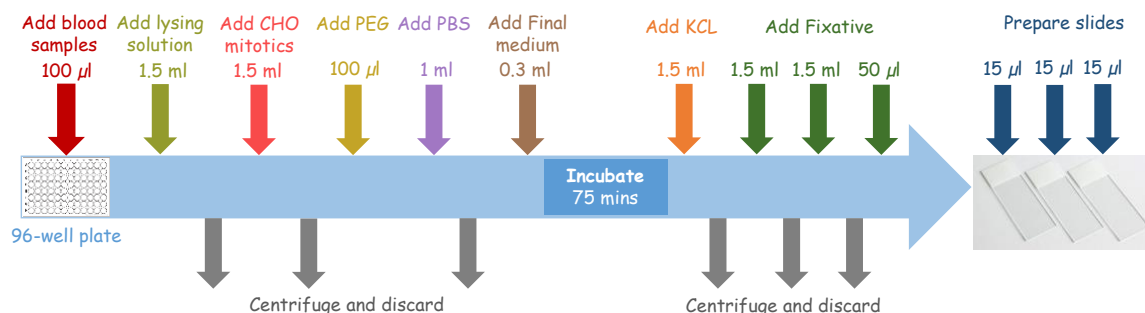 Add blood
samples
100 µl
Add lysing
solution
1.5 ml
Add CHO
mitotics
1.5 ml
Add PEG
100 µl
Add PBS
1 ml
Add Final
medium
0.3 ml
Add KCL
1.5 ml
Add Fixative
1.5 ml 1.5 ml 50 µl
Prepare slides
15 µl 15 µl 15 µl
Incubate
75 mins
96-well plate
Centrifuge and discard
Centrifuge and discard